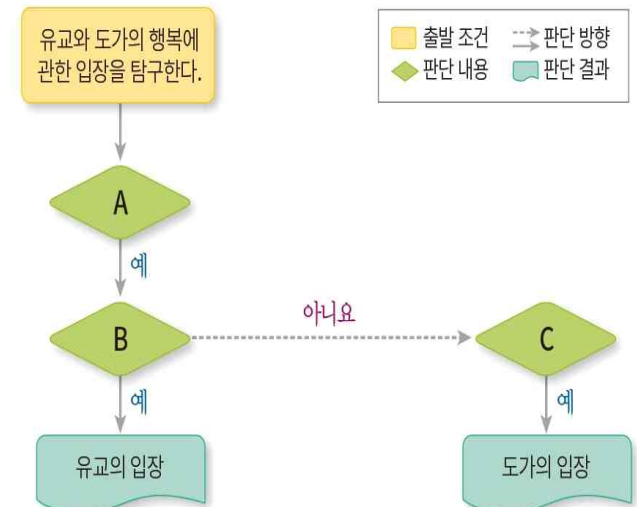 유교와 도가의 행복에
관한 입장을 탐구한다.
출발 조건
판단 방향
판단 내용
판단 결과
A
예
B
아니요
C
예
예
유교의 입장
도가의 입장